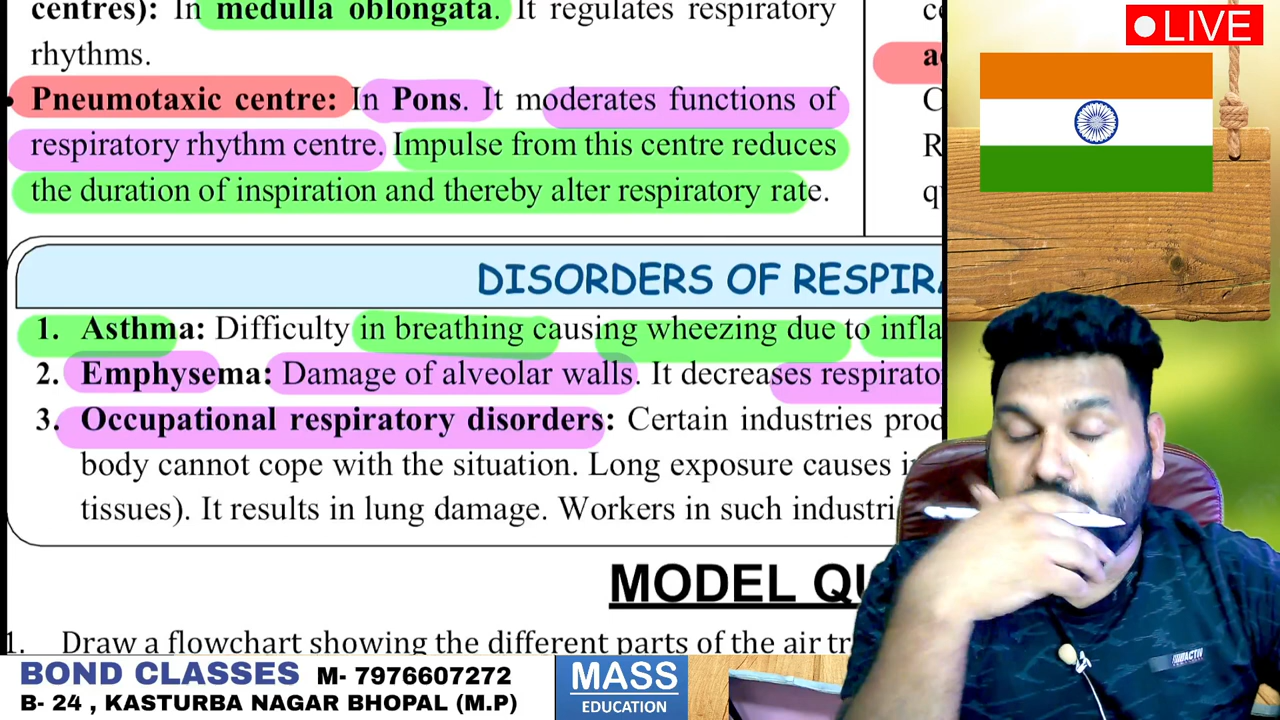 centres): In medulla oblongata. It regulates respiratory
rhythms.
• Pneumotaxic centre: In Pons. It moderates functions of
respiratory rhythm centre. Impulse from this centre reduces
the duration of inspiration and thereby alter respiratory rate.
DISORDERS OF RESPIRA
1. Asthma: Difficulty in breathing causing wheezing due to infla
2. Emphysema: Damage of alveolar walls. It decreases respirato
3. Occupational respiratory disorders: Certain industries prod
body cannot cope with the situation. Long exposure causes i
tissues). It results in lung damage. Workers in such industri
MODEL QU
1. Draw a flowchart showing the different parts of the air tr
a
C
R
q
LIVE
BOND CLASSES M- 7976607272
B- 24 , KASTURBA NAGAR BHOPAL (M.P)
MASS
EDUCATION